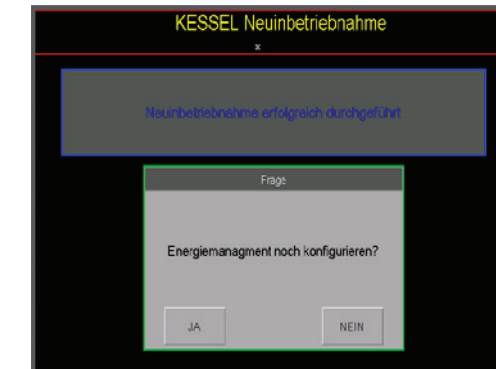 KESSEL Neuinbetriebnahme
x
Neuinbetriebnahme erfolgreich durchgeführt
Frage
Energiemanagment noch konfigurieren?
JA
NEIN